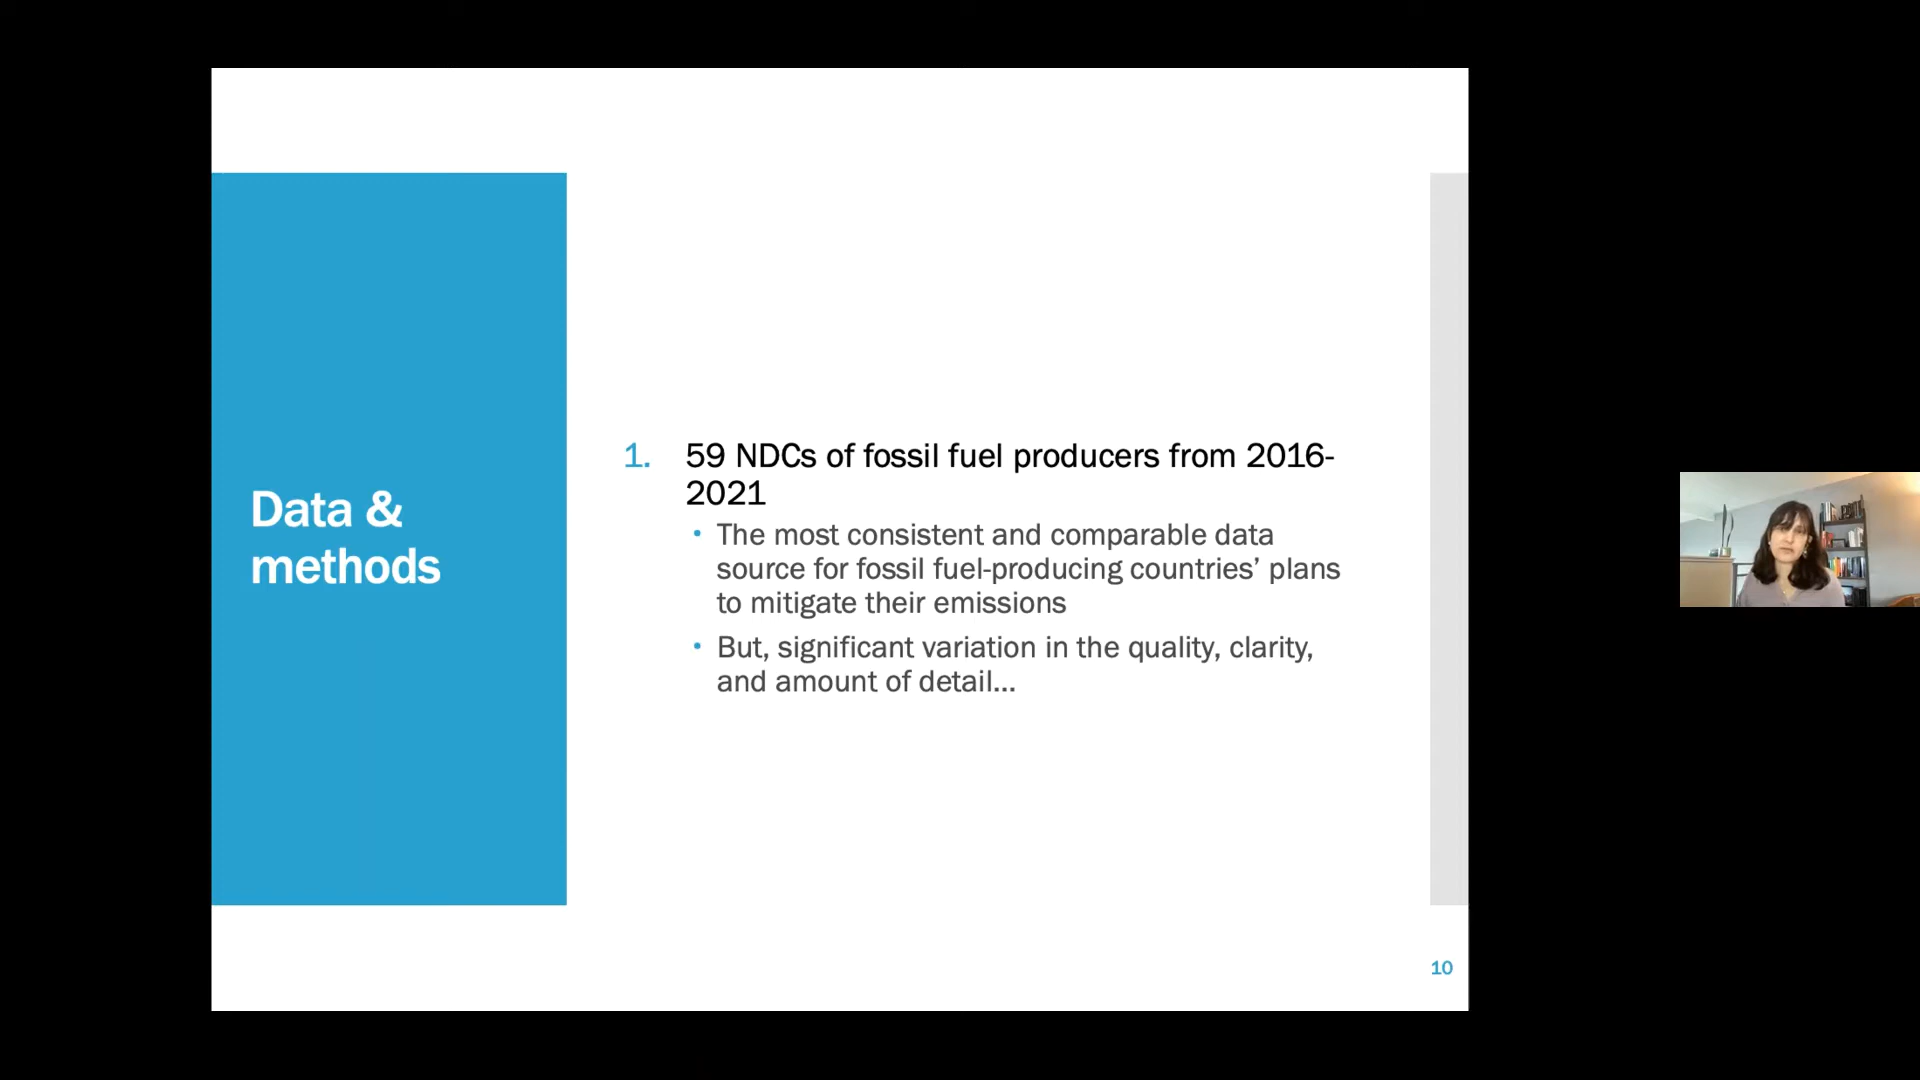 Data &
methods
1. 59 NDCs of fossil fuel producers from 2016-
2021
• The most consistent and comparable data
source for fossil fuel-producing countries’ plans
to mitigate their emissions
• But, significant variation in the quality, clarity,
and amount of detail…
10